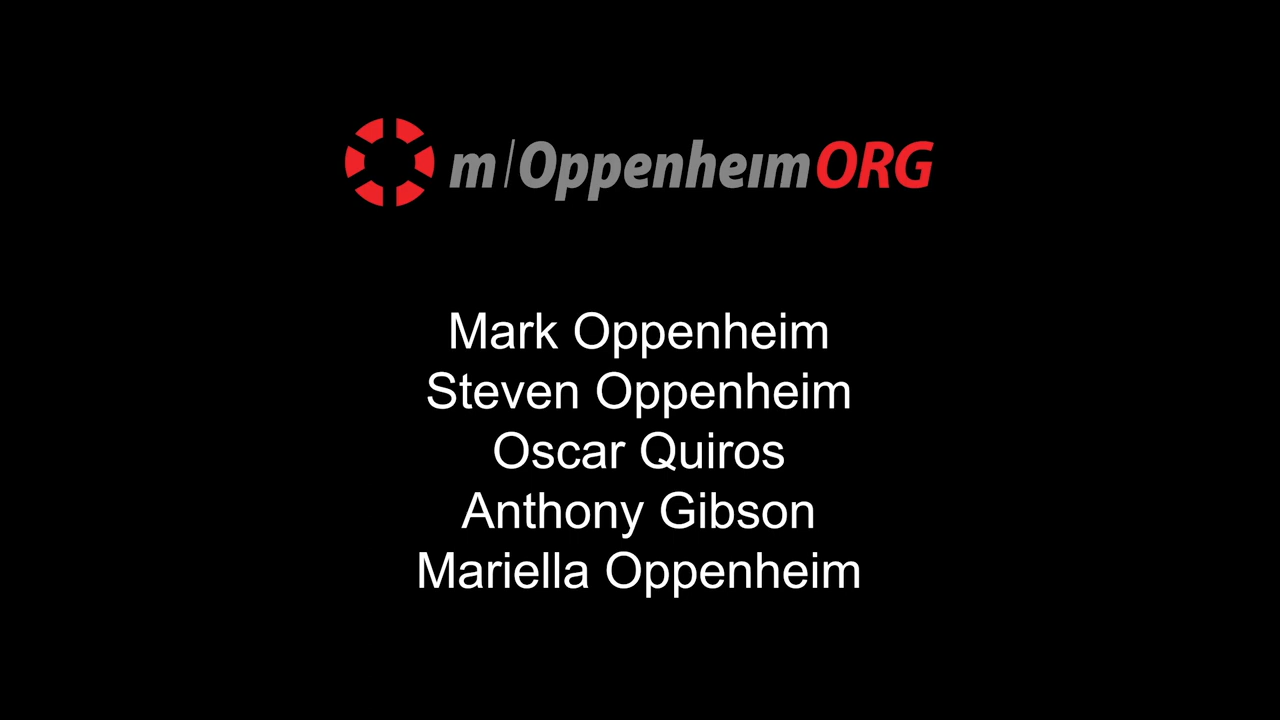 m/OppenheimORG
Mark Oppenheim
Steven Oppenheim
Oscar Quiros
Anthony Gibson
Mariella Oppenheim